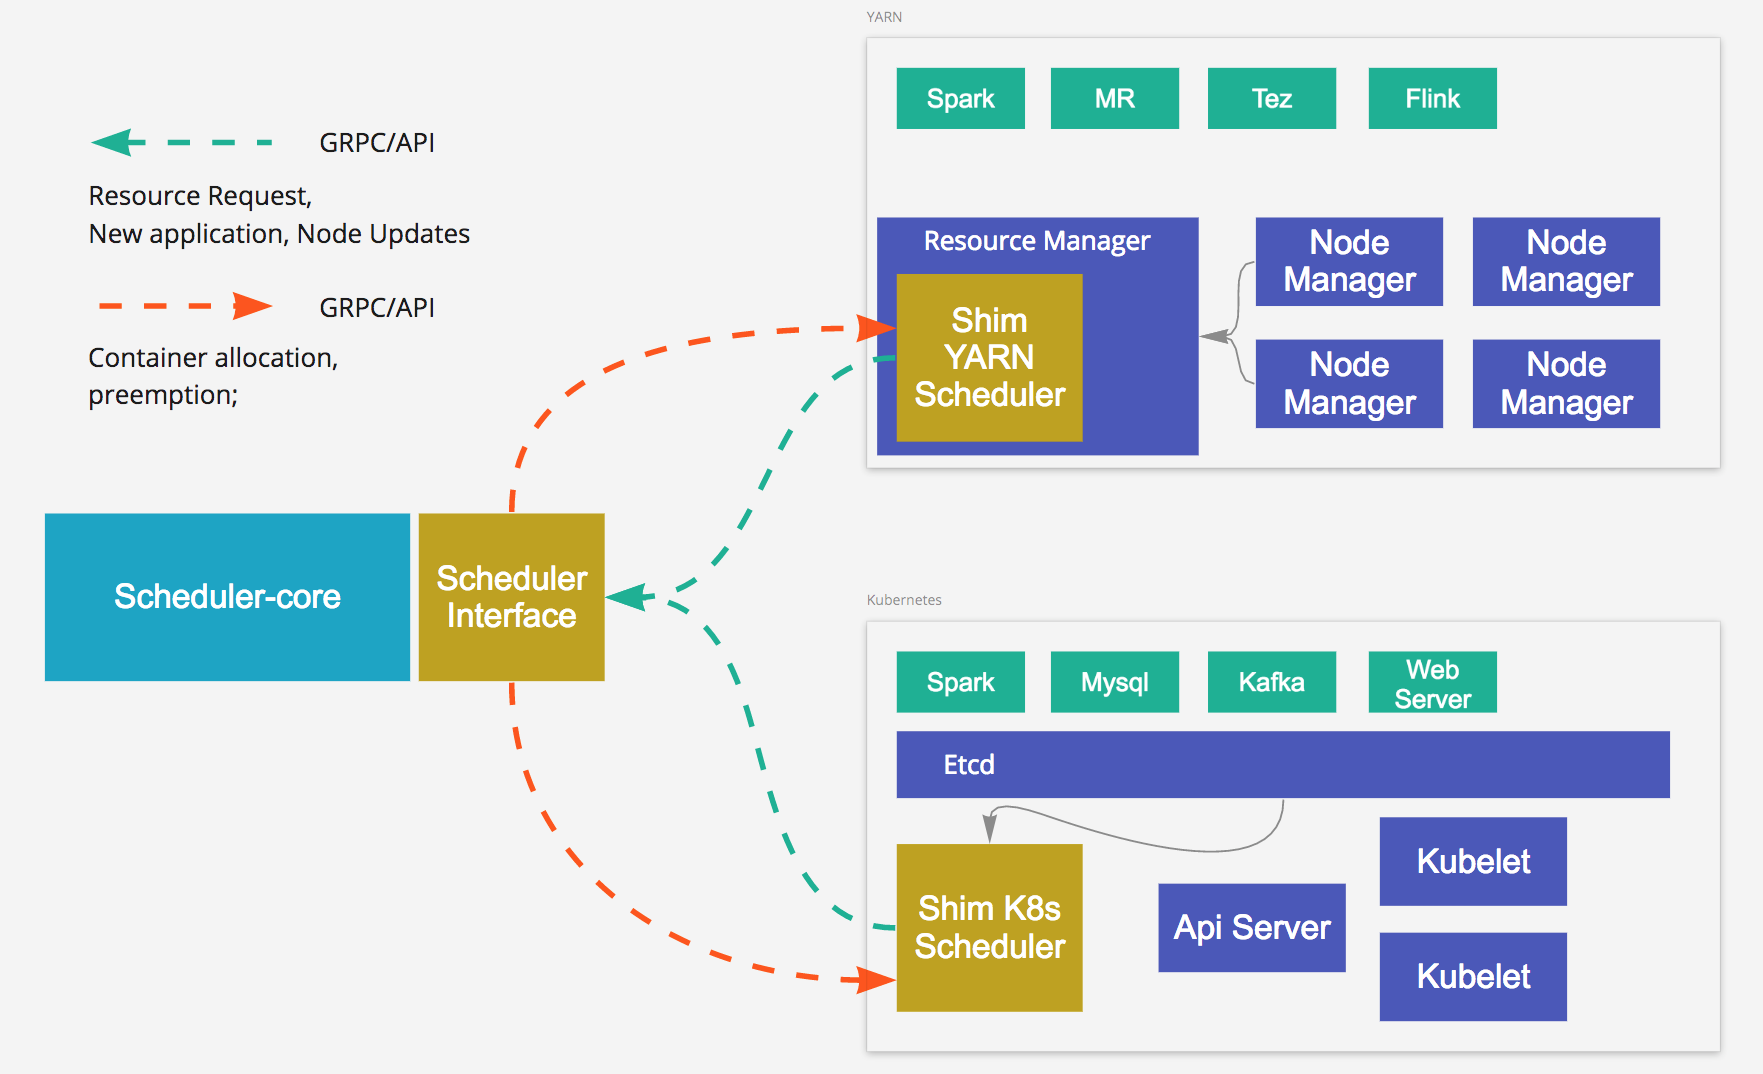 YARN
Spark
MR
Tez
Flink
GRPC/API
Resource Request,
New application, Node Updates
GRPC/API
Container allocation,
preemption;
Resource Manager
Shim
YARN
Scheduler
Node
Manager
Node
Manager
Node
Manager
Node
Manager
Scheduler-core
Scheduler
Interface
Kubernetes
Spark
Mysql
Kafka
Web
Server
Etcd
Shim K8s
Scheduler
Api Server
Kubelet
Kubelet